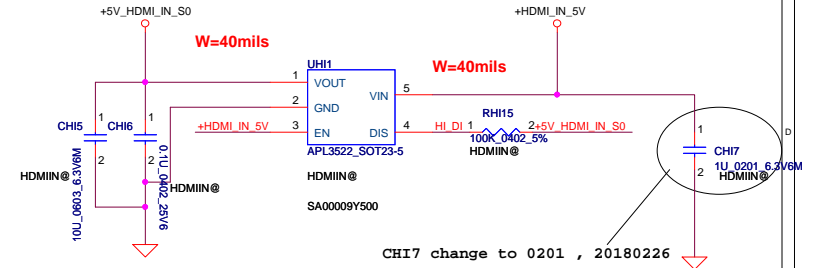 +5V_HDMI_IN_S0
+HDMI_IN_5V
W=40mils
W=40mils
UHI1
1 VOUT
VIN 5
2 GND
+HDMI_IN_5V 3 EN
DIS 4 HI_DI 1 RHI15 2 +5V_HDMI_IN_S0
100K_0402_5%
HDMIIN@
APL3522_SOT23-5
HDMIIN@
SA00009Y500
1
CHI5
2
HDMIIN@
10U_0603_6.3V6M
1
CHI6
2
HDMIIN@
0.1U_0402_25V6
1
CHI7
1U_0201_6.3V6M
2
HDMIIN@
D
CHI7 change to 0201 , 20180226